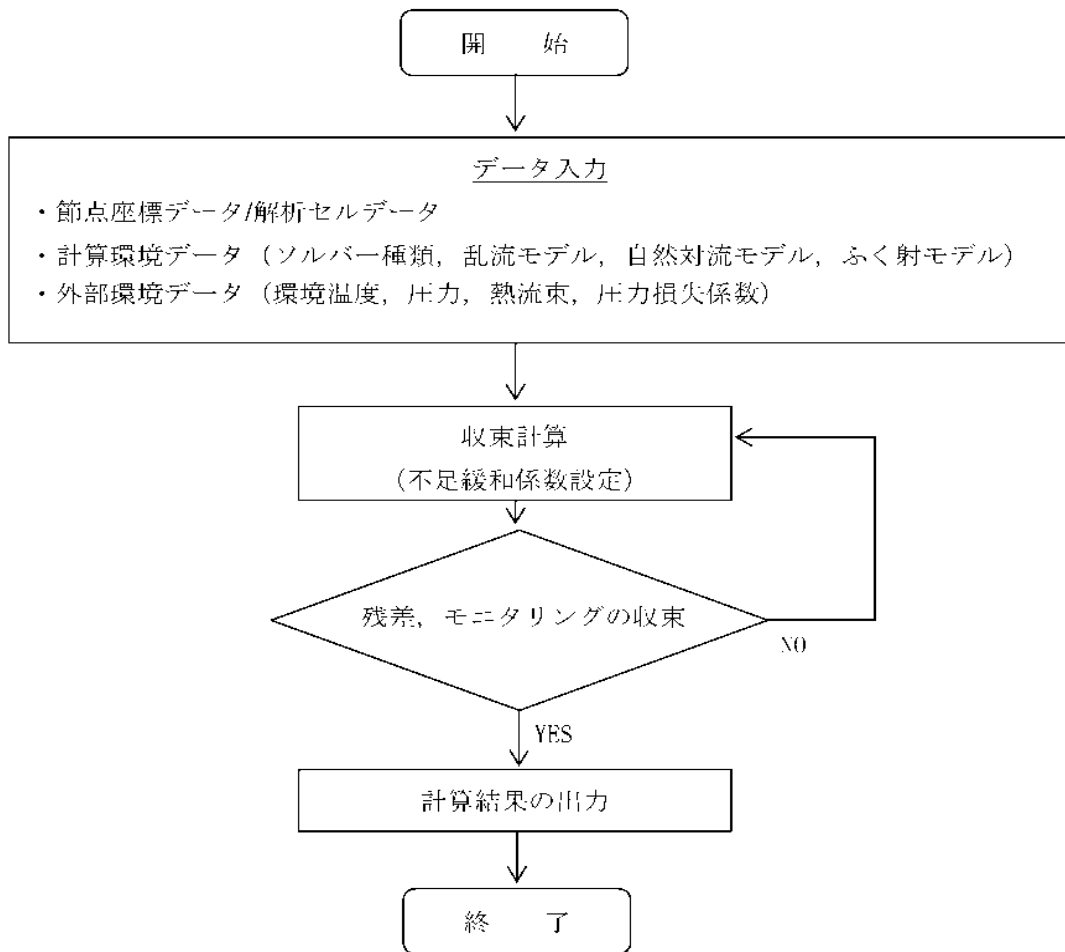 開　　始
データ入力
・節点座標データ/解析セルデータ
・計算環境データ（ソルバー種類，乱流モデル，自然対流モデル，ふく射モデル）
・外部環境データ（環境温度，圧力，熱流束，圧力損失係数）
収束計算
（不足緩和係数設定）
残差，モニタリングの収束
NO
YES
計算結果の出力
終　　了